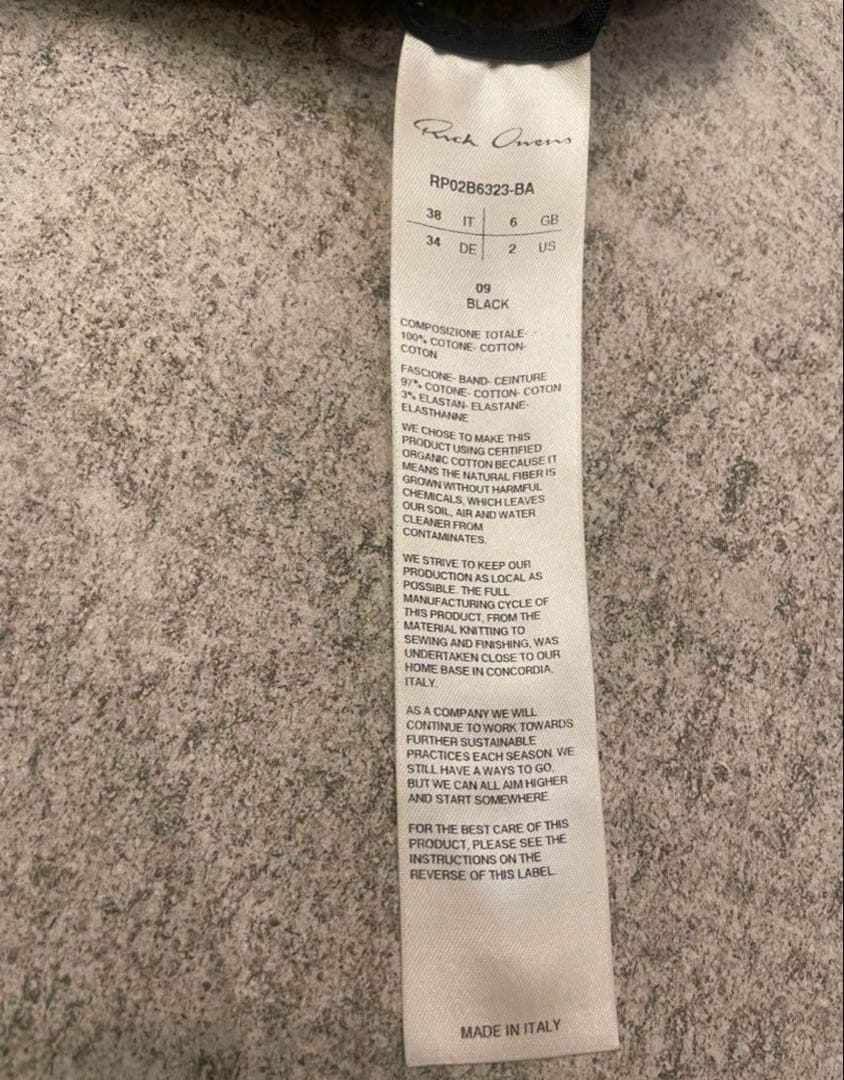 Rick Owens
RP02B6323-BA
38 IT 6 GB
34 DE 2 US
09
BLACK
COMPOSIZIONE TOTALE- - -
100% COTONE- COTTON-
COTON
FASCIONE- BAND- CEINTURE
97% COTONE- COTTON- COTON
3% ELASTAN- ELASTANE-
ELASTHANNE
WE CHOSE TO MAKE THIS
PRODUCT USING CERTIFIED
ORGANIC COTTON BECAUSE IT
MEANS THE NATURAL FIBER IS
GROWN WITHOUT HARMFUL
CHEMICALS, WHICH LEAVES
OUR SOIL, AIR AND WATER
CLEANER FROM
CONTAMINATES.
WE STRIVE TO KEEP OUR
PRODUCTION AS LOCAL AS
POSSIBLE. THE FULL
MANUFACTURING CYCLE OF
THIS PRODUCT, FROM THE
MATERIAL KNITTING TO
SEWING AND FINISHING, WAS
UNDERTAKEN CLOSE TO OUR
HOME BASE IN CONCORDIA,
ITALY.
AS A COMPANY WE WILL
CONTINUE TO WORK TOWARDS
FURTHER SUSTAINABLE
PRACTICES EACH SEASON. WE
STILL HAVE A WAYS TO GO,
BUT WE CAN ALL AIM HIGHER
AND START SOMEWHERE.
FOR THE BEST CARE OF THIS
PRODUCT, PLEASE SEE THE
INSTRUCTIONS ON THE
REVERSE OF THIS LABEL.
MADE IN ITALY